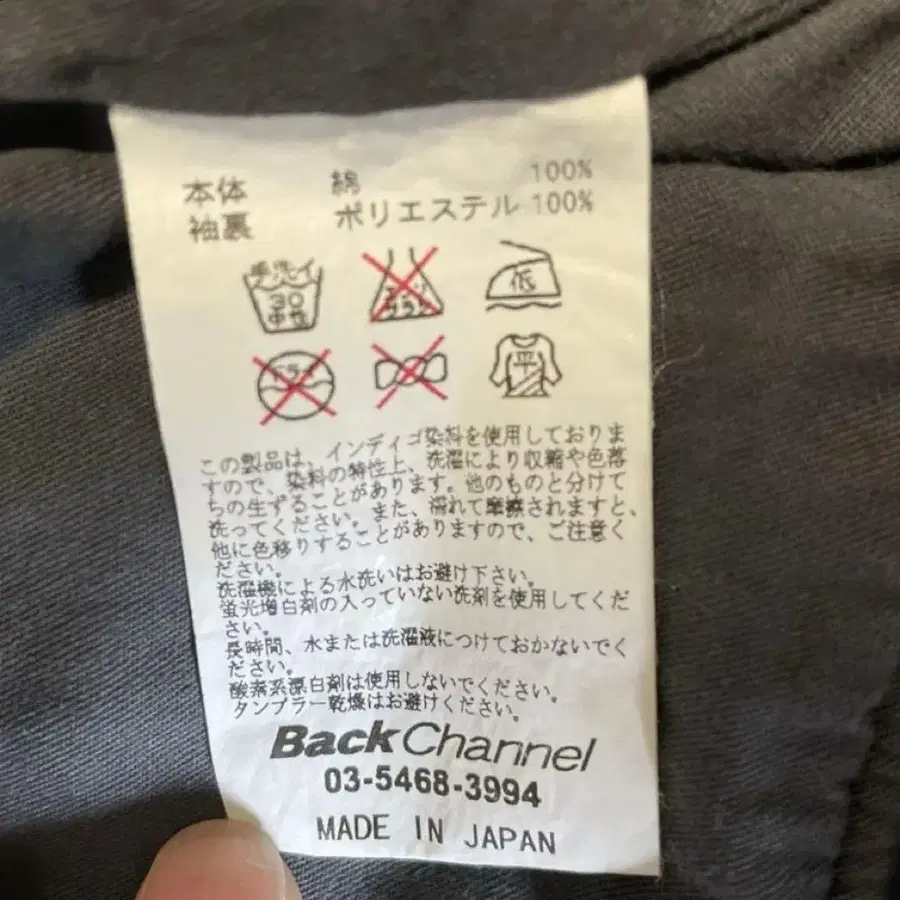 本体 綿 100%
袖裏 ポリエステル 100%
手洗イ
30
中性
エンソ
サラシ
低
ドライ
平
この製品は、インディゴ染料を使用しておりま
すので、染料の特性上、洗濯により収縮や色落
ちの生ずることがあります。他のものと分けて
洗ってください。また、濡れて摩擦されますと、
他に色移りすることがありますので、ご注意く
ださい。
洗濯機による水洗いはお避け下さい。
蛍光増白剤の入っていない洗剤を使用してくだ
さい。
長時間、水または洗濯液につけておかないでく
ださい。
酸素系漂白剤は使用しないでください。
タンブラー乾燥はお避けください。
BackChannel
03-5468-3994
MADE IN JAPAN